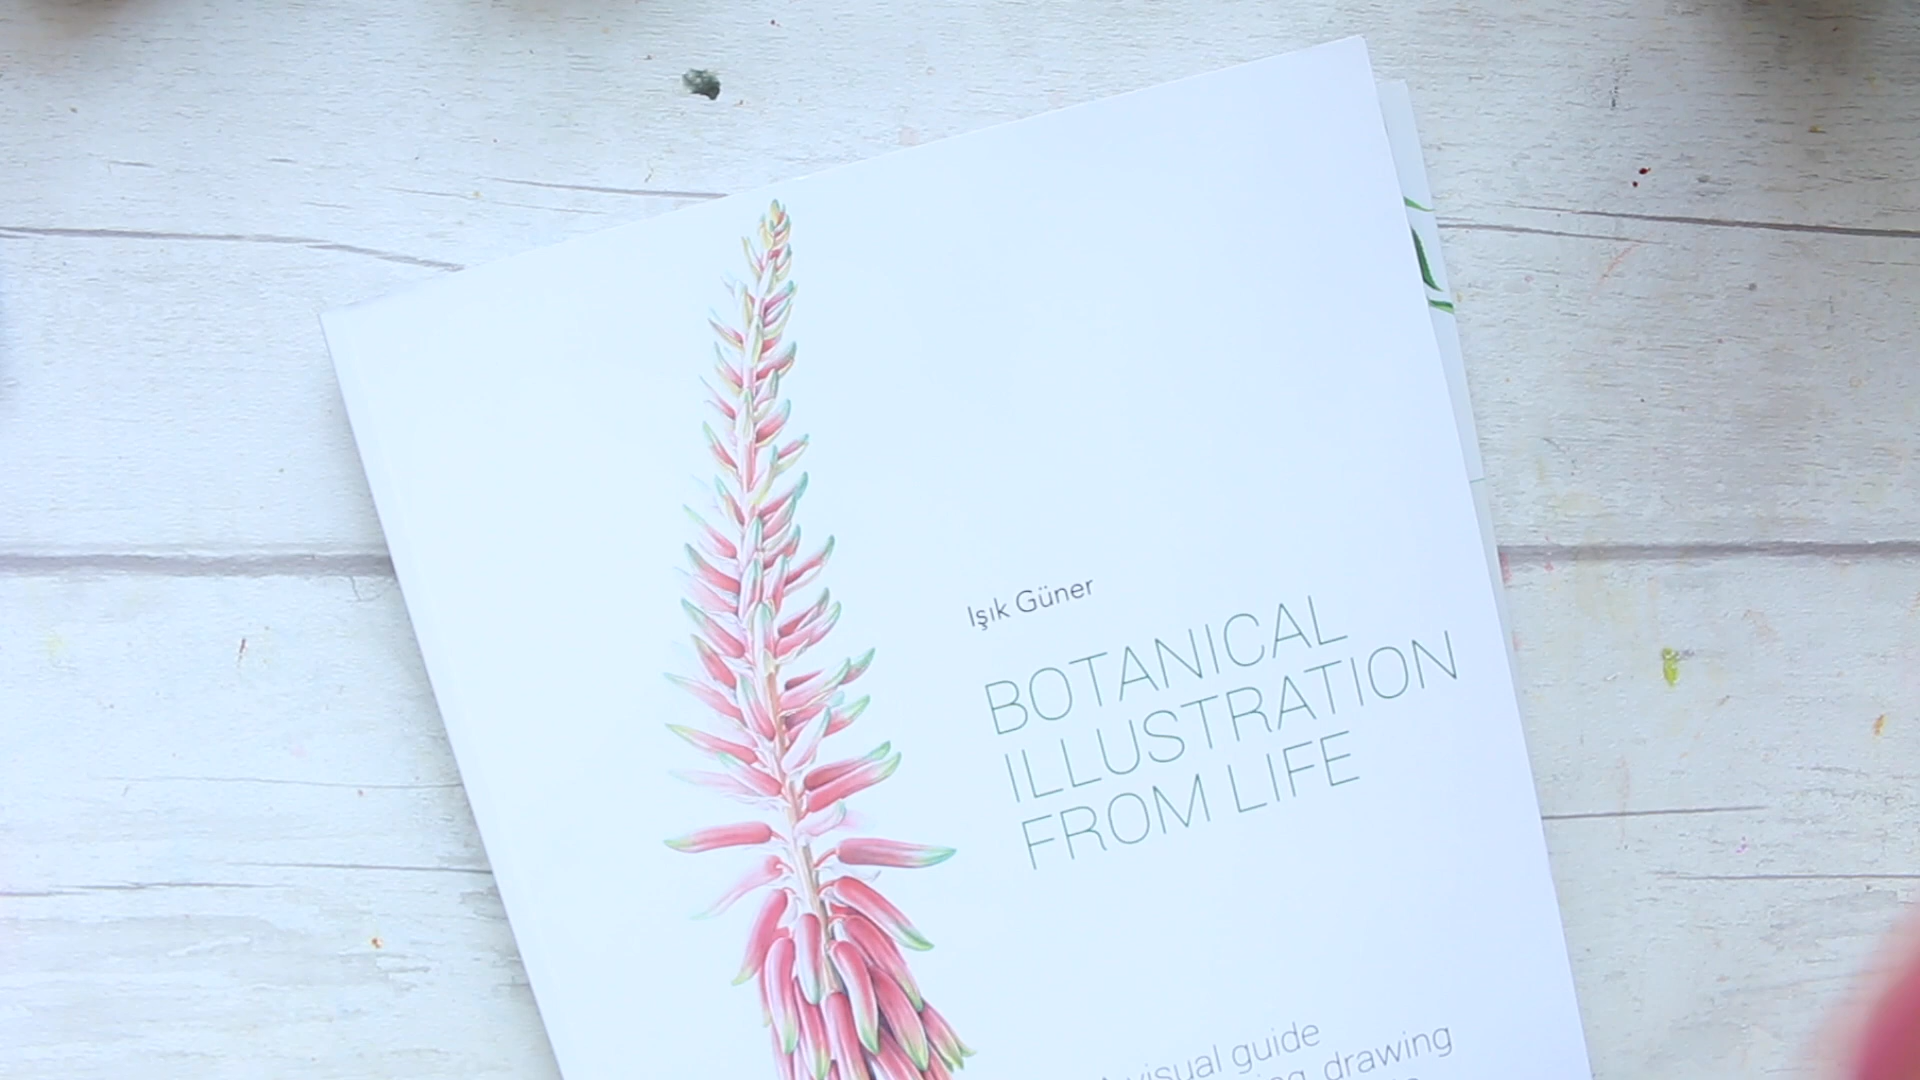 Işık Güner
BOTANICAL
ILLUSTRATION
FROM LIFE
visual guide
drawing